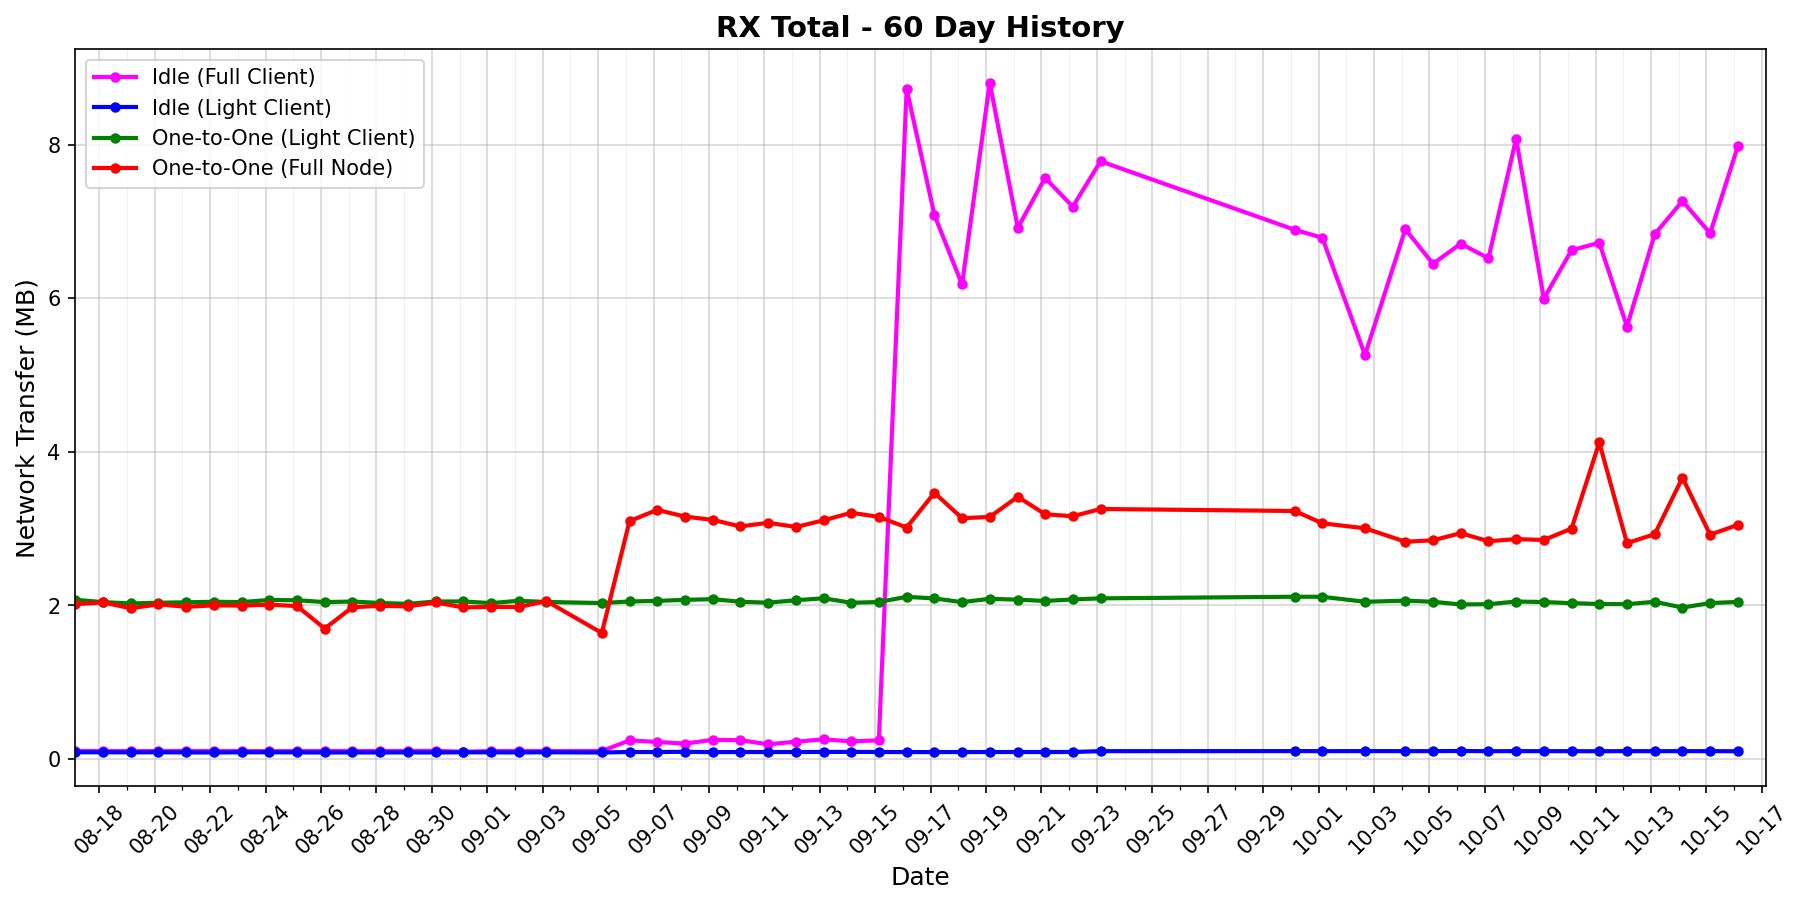 RX Total - 60 Day History
Idle (Full Client)
Idle (Light Client)
One-to-One (Light Client)
One-to-One (Full Node)
Network Transfer (MB)
8
6
4
2
0
08-18 08-20 08-22 08-24 08-26 08-28 08-30 09-01 09-03 09-05 09-07 09-09 09-11 09-13 09-15 09-17 09-19 09-21 09-23 09-25 09-27 09-29 10-01 10-03 10-05 10-07 10-09 10-11 10-13 10-15 10-17
Date